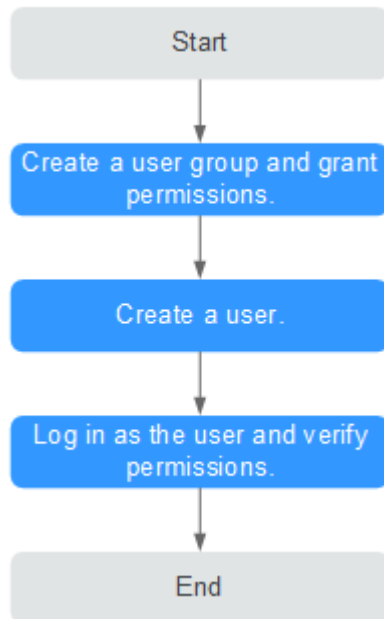 Start
Create a user group and grant
permissions.
Create a user.
Log in as the user and verify
permissions.
End